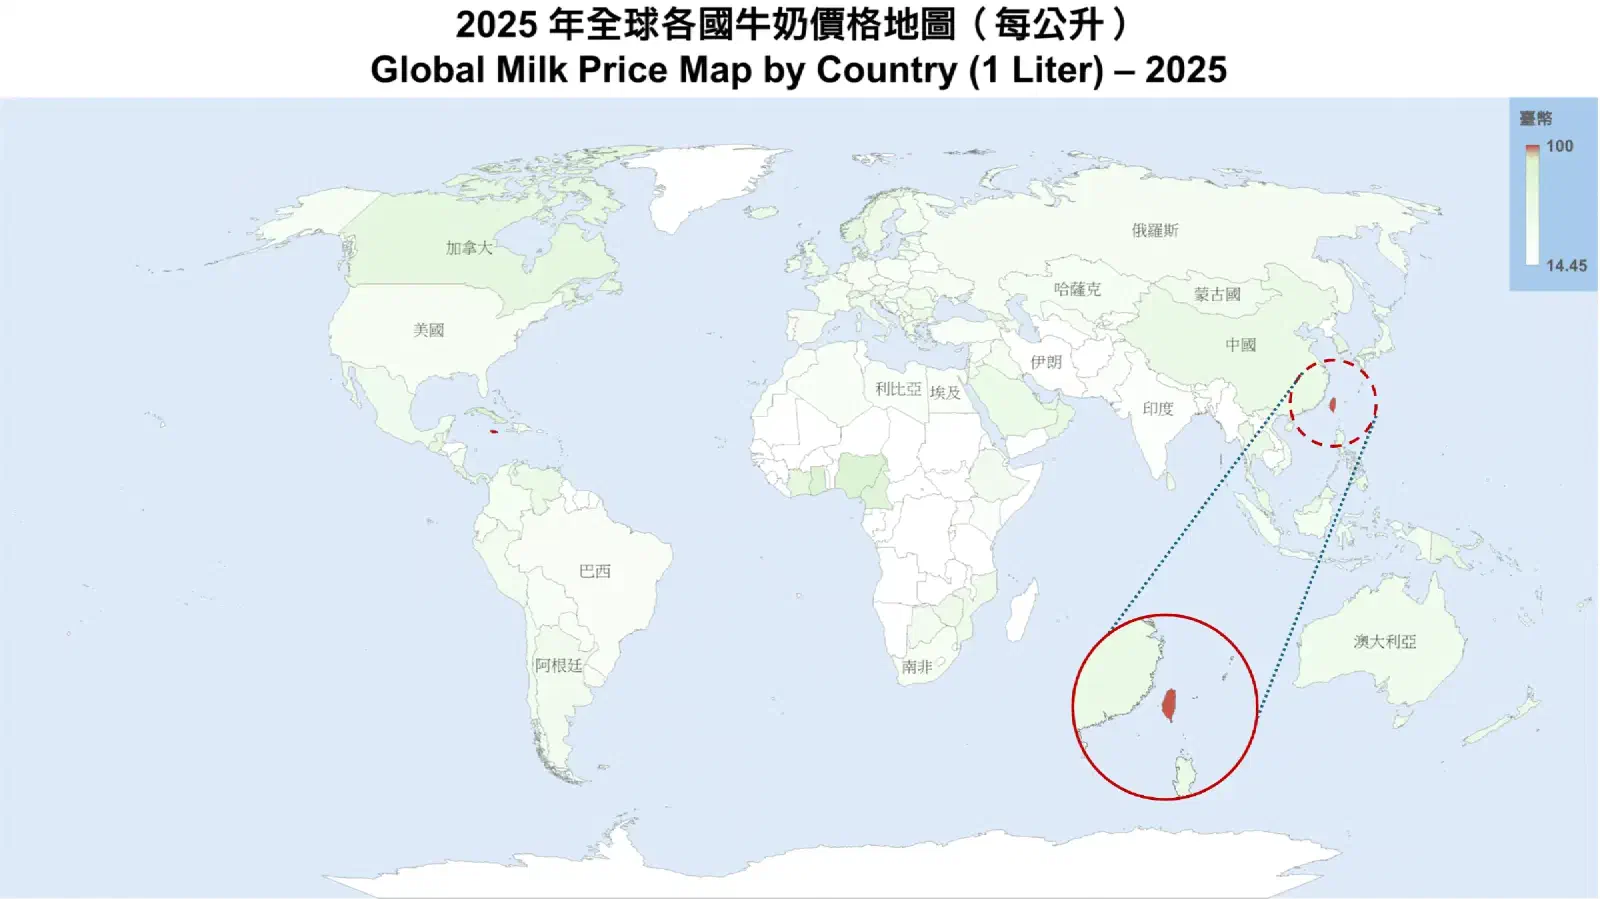 2025 年全球各國牛奶價格地圖（每公升）
Global Milk Price Map by Country (1 Liter) – 2025
臺幣
100
14.45
加拿大
美國
俄羅斯
哈薩克
蒙古國
中國
伊朗
利比亞
埃及
印度
巴西
阿根廷
南非
澳大利亞